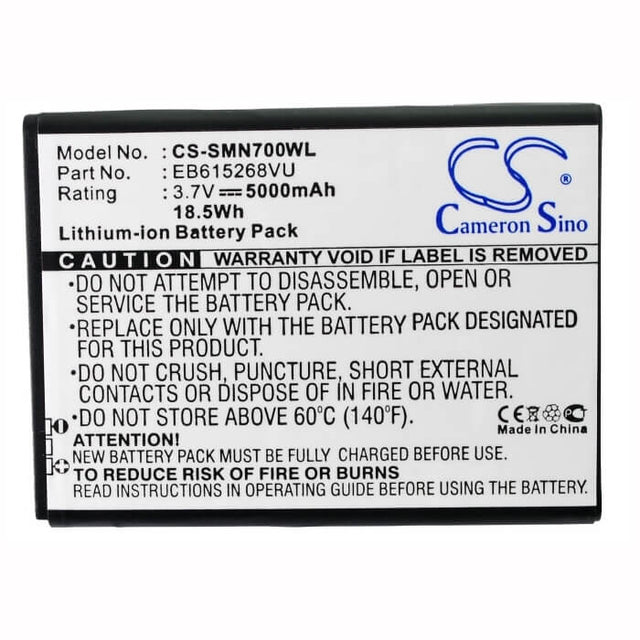 Model No. : CS-SMN700WL
Part No. : EB615268VU
Rating : 3.7V 5000mAh
18.5Wh
Lithium-ion Battery Pack
CS ®
Cameron Sino
CAUTION WARRANTY VOID IF LABEL IS REMOVED
•DO NOT ATTEMPT TO DISASSEMBLE, OPEN OR
SERVICE THE BATTERY PACK.
•REPLACE ONLY WITH THE BATTERY PACK DESIGNATED
FOR THIS PRODUCT.
•DO NOT CRUSH, PUNCTURE, SHORT EXTERNAL
CONTACTS OR DISPOSE OF IN FIRE OR WATER.
•DO NOT STORE ABOVE 60°C (140°F).
CE
Made In China
ATTENTION!
NEW BATTERY PACK MUST BE FULLY CHARGED BEFORE USE.
TO REDUCE RISK OF FIRE OR BURNS
READ INSTRUCTIONS IN OPERATING GUIDE BEFORE USING BATTERY.